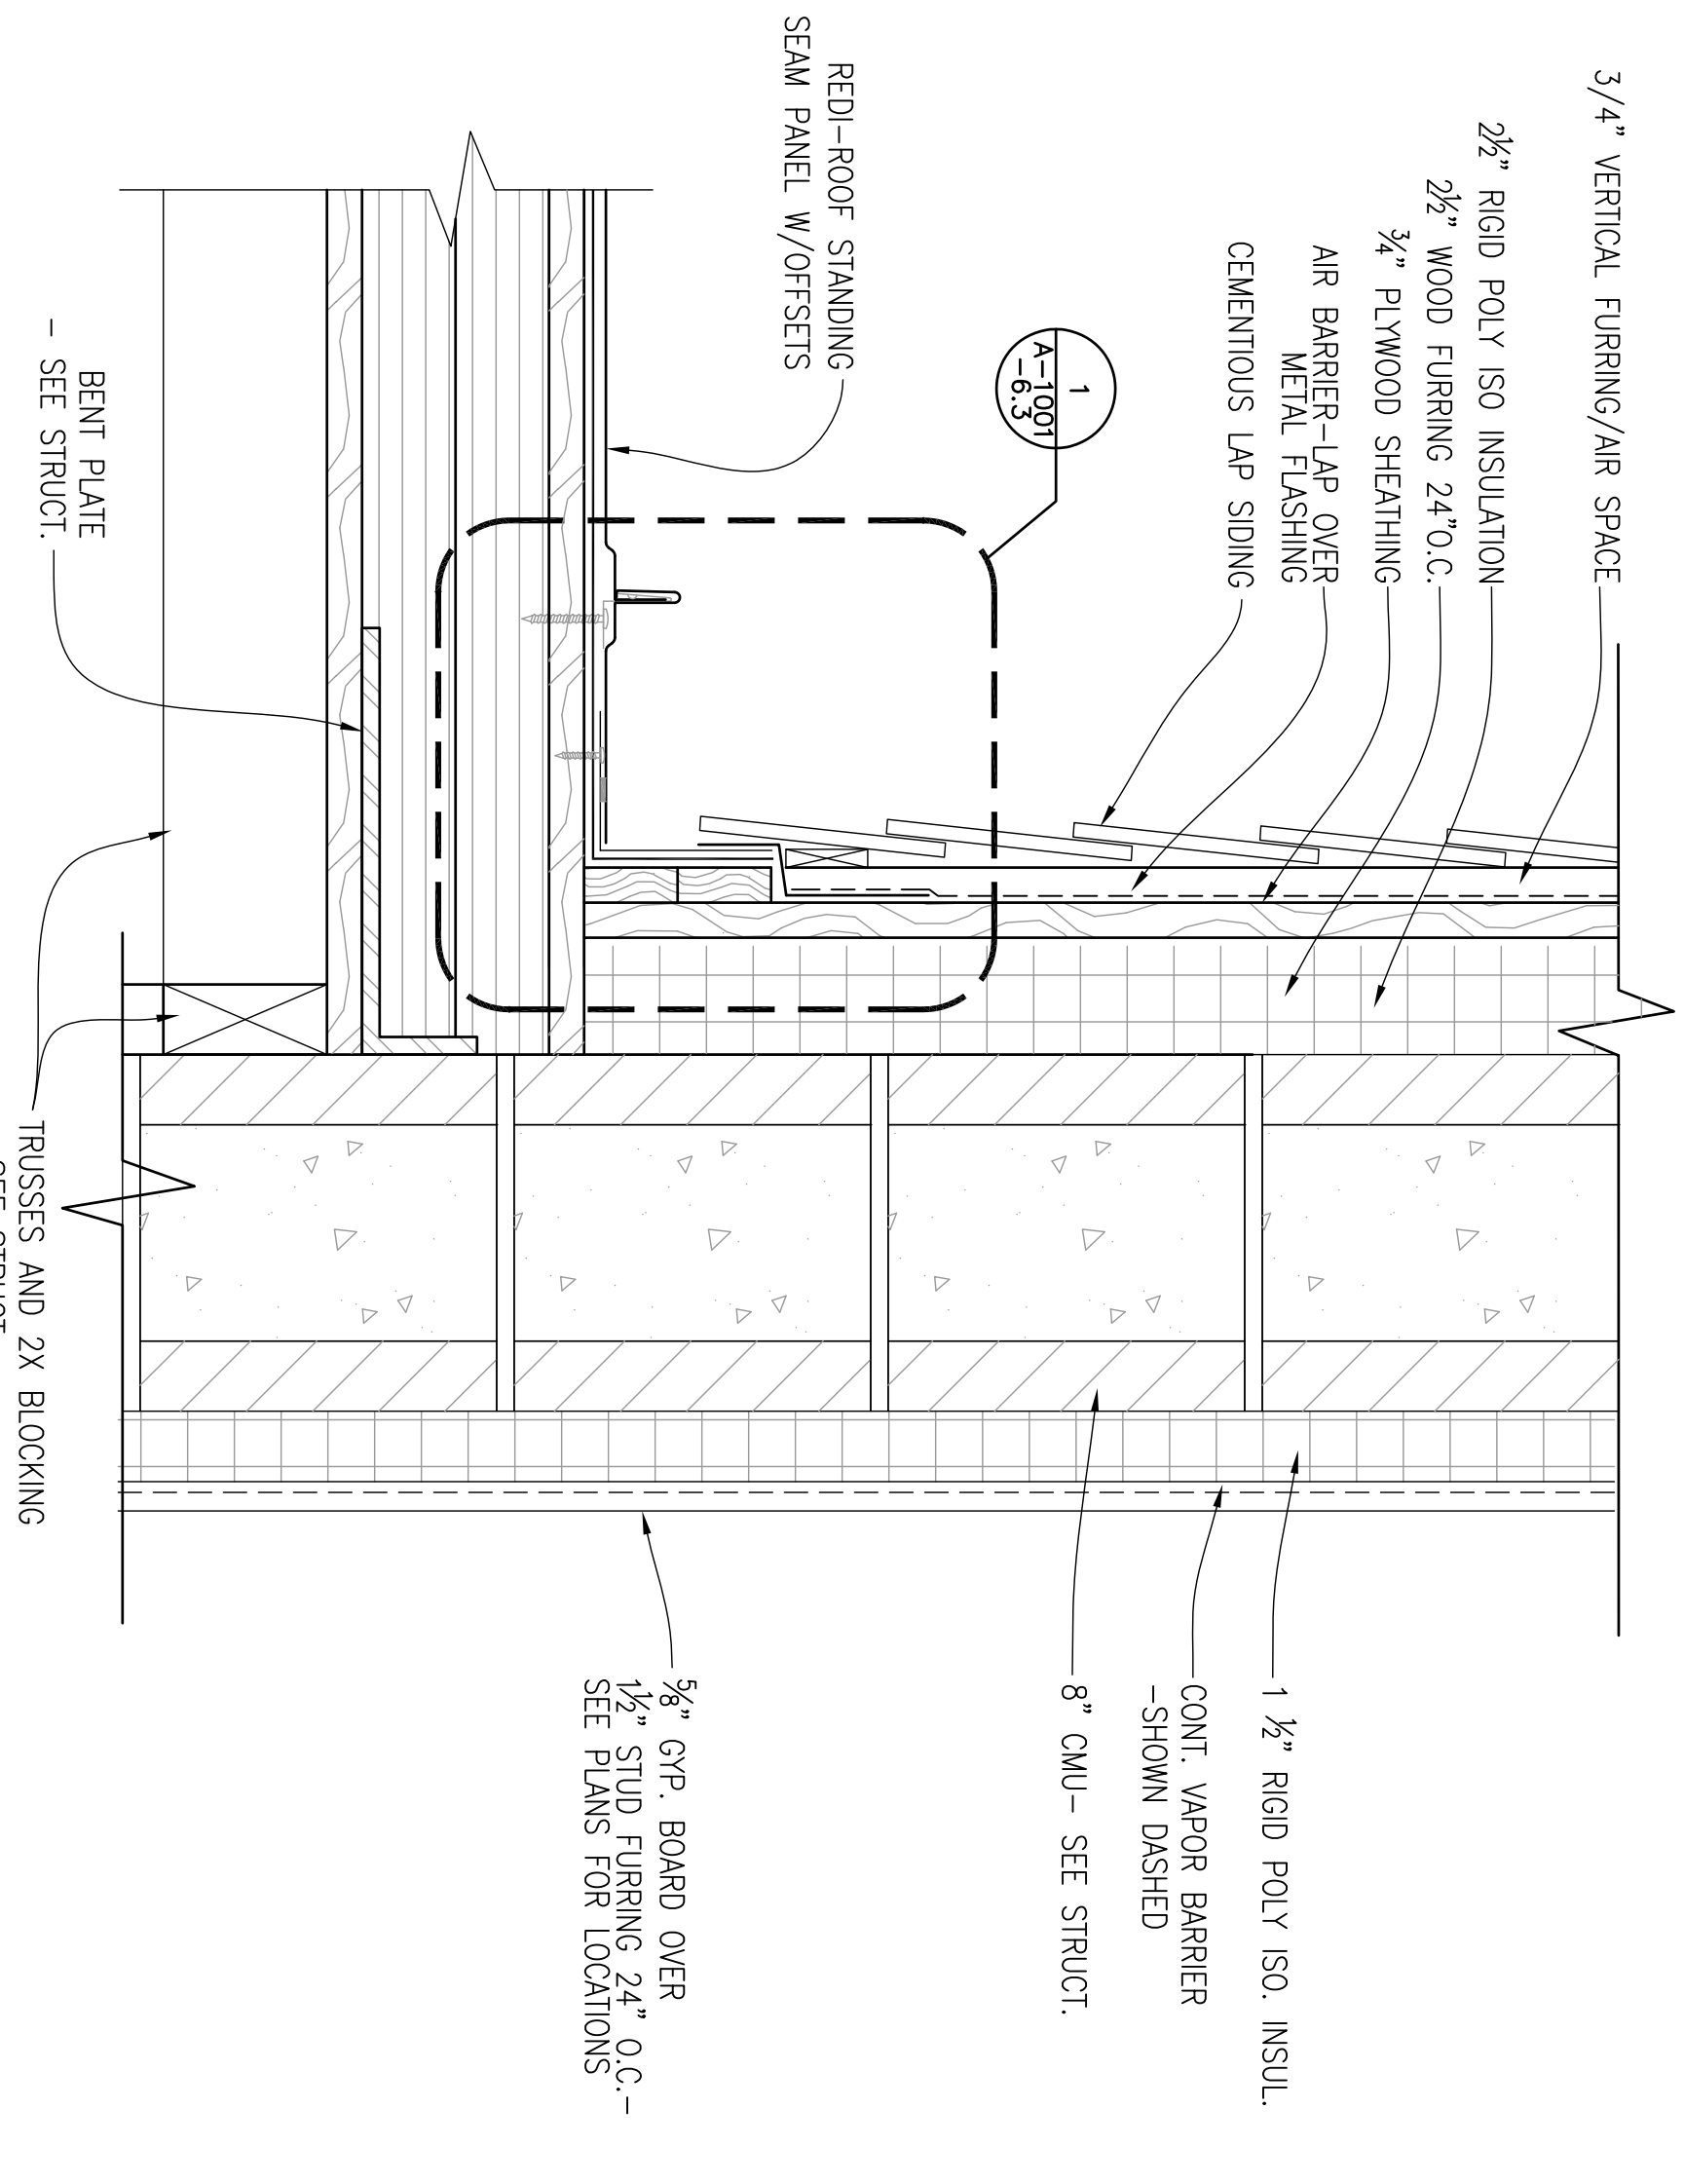 3/4" VERTICAL FURRING/AIR SPACE
2½" RIGID POLY ISO INSULATION
2½" WOOD FURRING 24"O.C.
¾" PLYWOOD SHEATHING
AIR BARRIER-LAP OVER
METAL FLASHING
CEMENTIOUS LAP SIDING
1
A-1001
-6.3
REDI-ROOF STANDING
SEAM PANEL W/OFFSETS
BENT PLATE
- SEE STRUCT.
TRUSSES AND 2X BLOCKING
1 ½" RIGID POLY ISO. INSUL.
CONT. VAPOR BARRIER
-SHOWN DASHED
8" CMU- SEE STRUCT.
⅝" GYP. BOARD OVER
1½" STUD FURRING 24" O.C.-
SEE PLANS FOR LOCATIONS